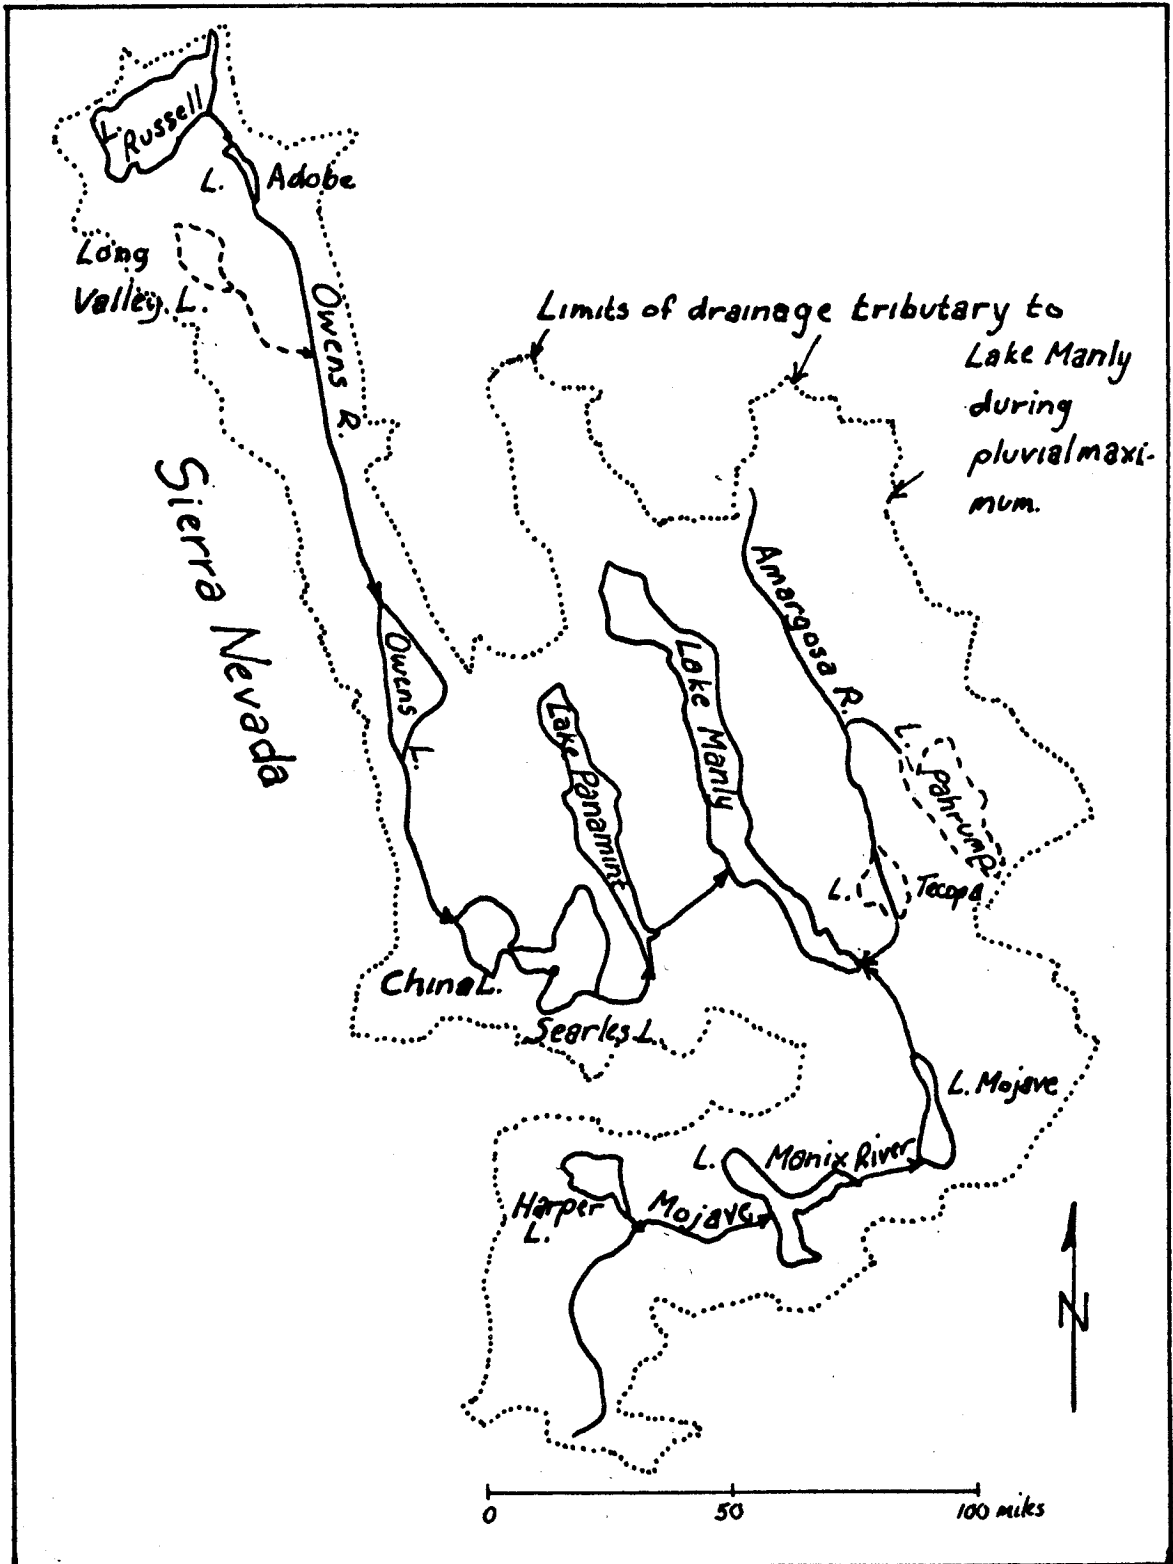 L. Russell
L. Adobe
Long
Valley L.
Owens R.
Limits of drainage tributary to
Lake Manly
during
pluvial maxi-
mum.
Sierra Nevada
Amargosa R.
Owens L.
Lake Manly
Lake Panamint
L. Pahrump
L. Tecopa
China L.
Searles L.
L. Mojave
L. Manix
Mojave River
Harper
L.
N
0 50 100 miles